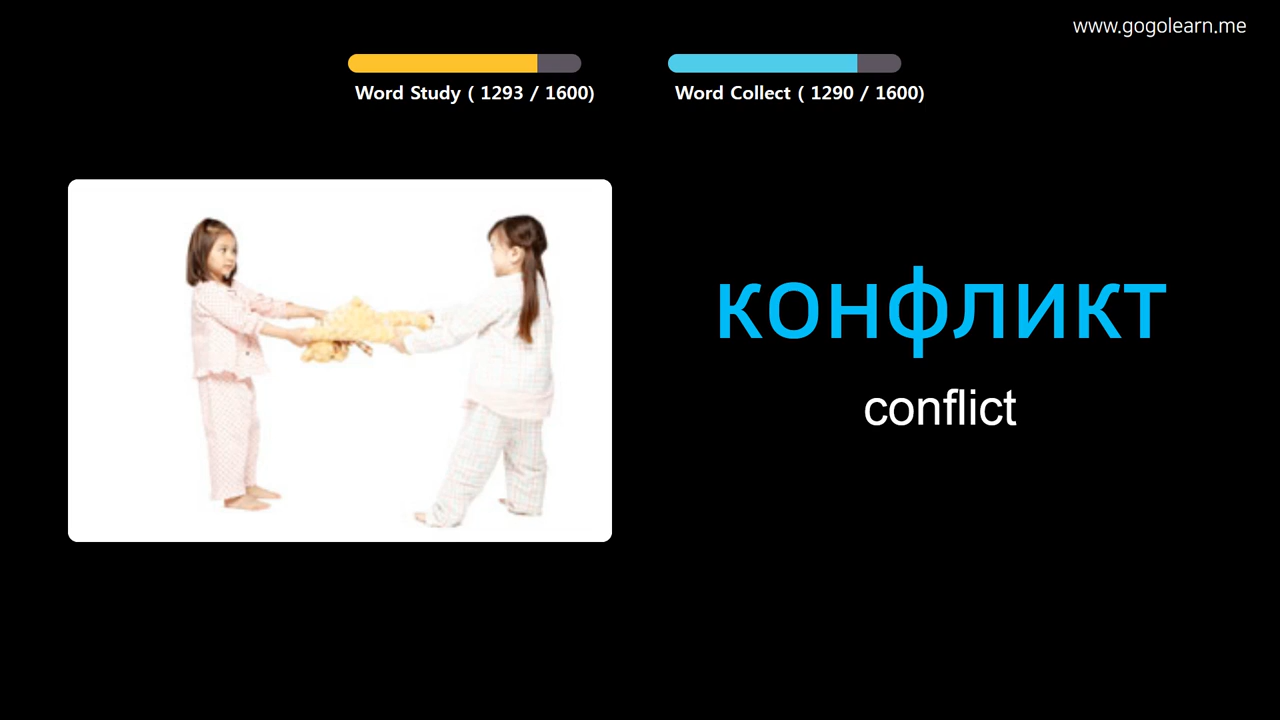 www.gogolearn.me
Word Study ( 1293 / 1600)
Word Collect ( 1290 / 1600)
конфликт
conflict